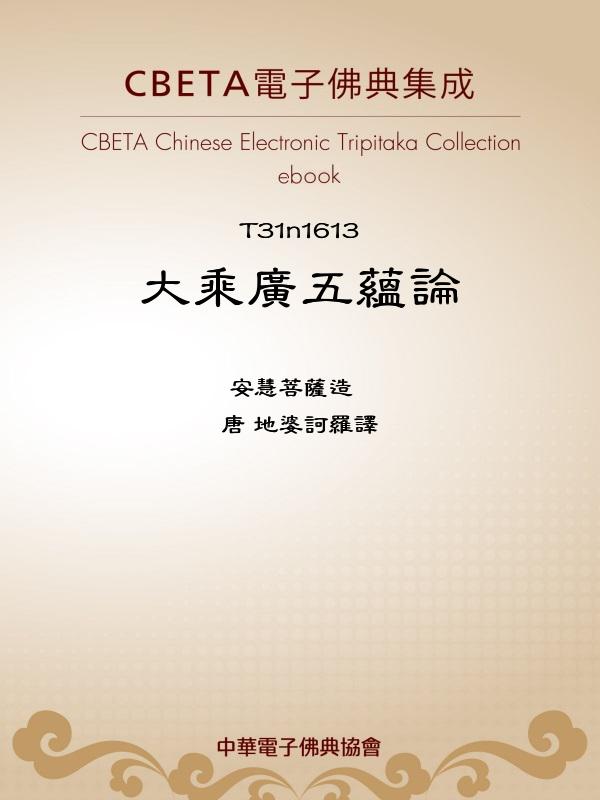 CBETA電子佛典集成
CBETA Chinese Electronic Tripitaka Collection
ebook
T31n1613
大乘廣五蘊論
安慧菩薩造
唐 地婆訶羅譯
中華電子佛典協會